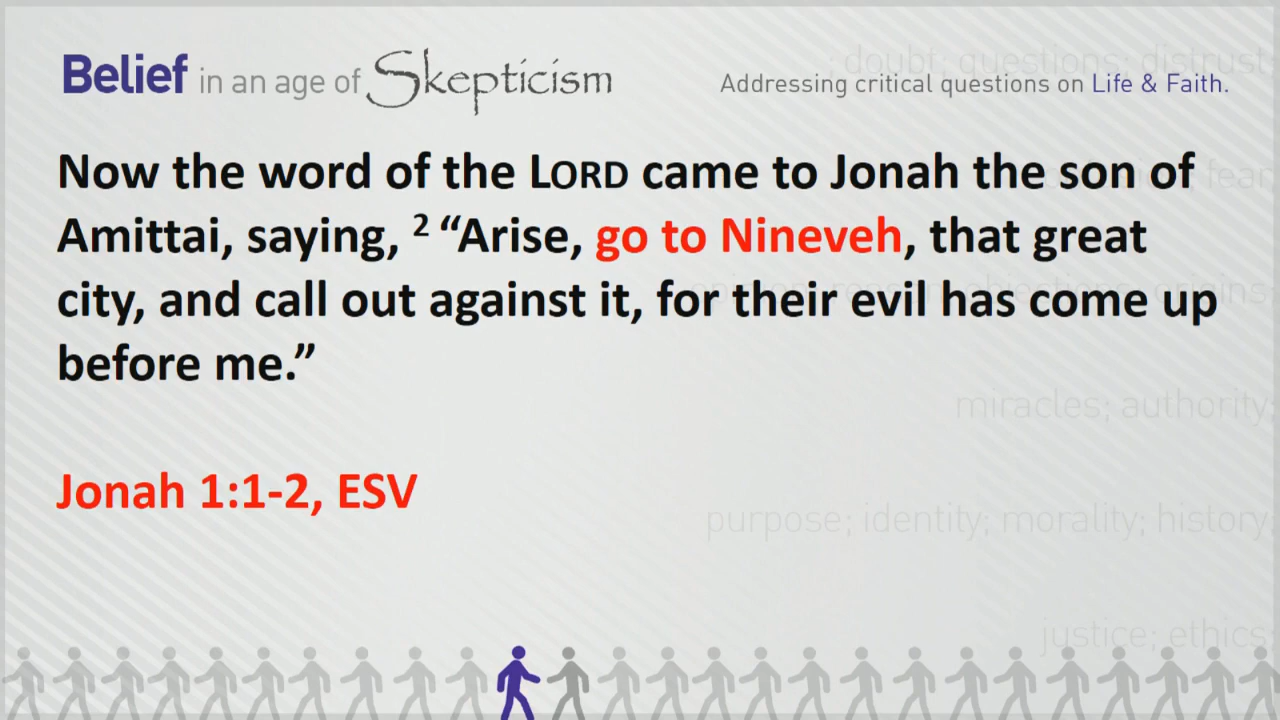 doubt; questions; distrust;
Belief in an age of Skepticism
Addressing critical questions on Life & Faith.
Now the word of the LORD came to Jonah the son of
fear
Amittai, saying, 2 “Arise, go to Nineveh, that great
city, and call out against it, for their evil has come up
origins;
before me.”
miracles; authority;
Jonah 1:1-2, ESV
purpose; identity; morality; history;
justice; ethics;